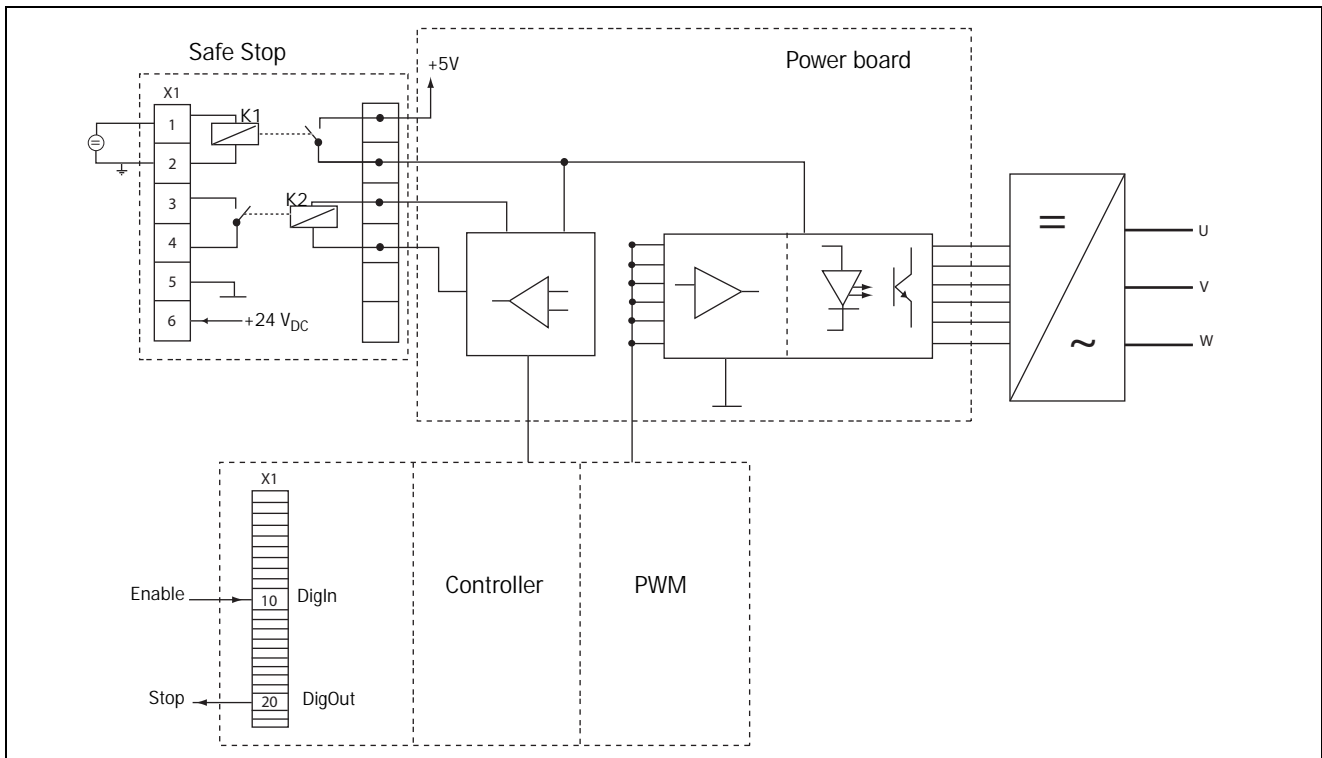 Safe Stop
Power board
+5V
X1
K1
1
2
K2
3
4
5
6
+24 VDC
=
~
U
V
W
X1
Controller
PWM
Enable
10
DigIn
Stop
20
DigOut